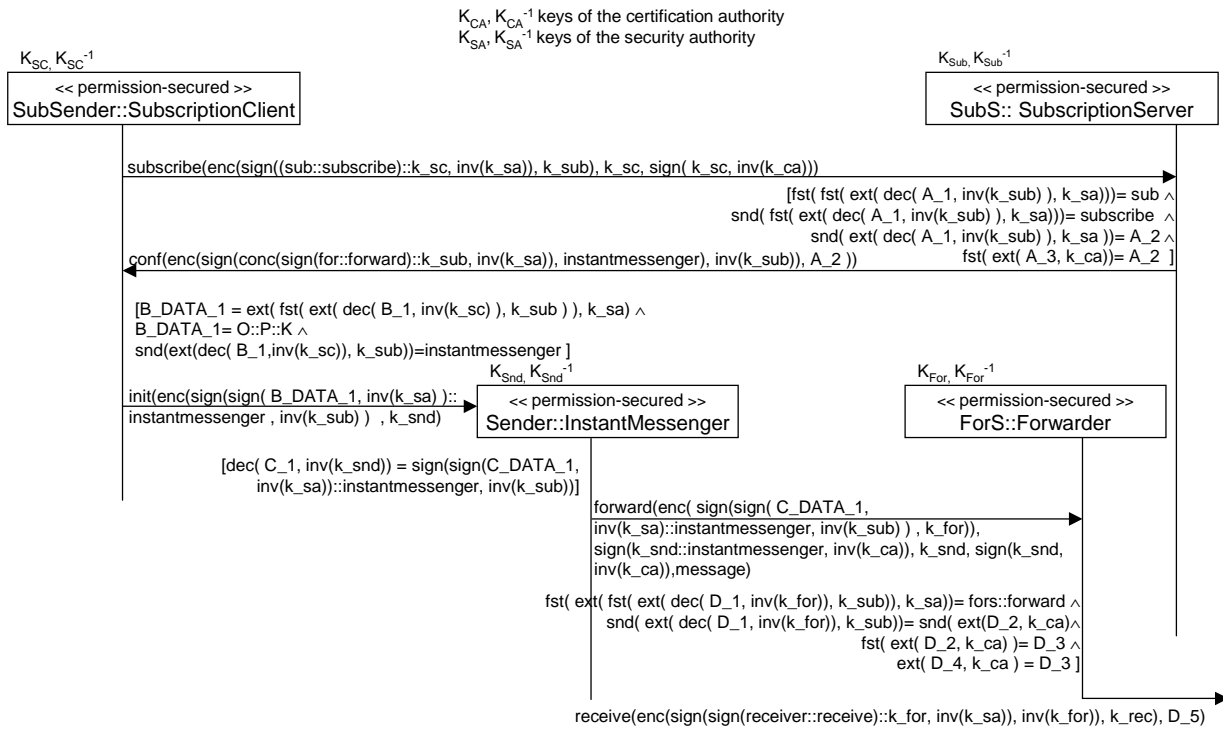 K_CA, K_CA^-1 keys of the certification authority
K_SA, K_SA^-1 keys of the security authority
K_SC, K_SC^-1
K_Sub, K_Sub^-1
<< permission-secured >>
SubSender::SubscriptionClient
<< permission-secured >>
SubS:: SubscriptionServer
subscribe(enc(sign((sub::subscribe)::k_sc, inv(k_sa)), k_sub), k_sc, sign( k_sc, inv(k_ca)))
[fst( fst( ext( dec( A_1, inv(k_sub) ), k_sa)))= sub ∧
snd( fst( ext( dec( A_1, inv(k_sub) ), k_sa)))= subscribe ∧
snd( ext( dec( A_1, inv(k_sub) ), k_sa ))= A_2 ∧
fst( ext( A_3, k_ca))= A_2 ]
conf(enc(sign(conc(sign(for::forward)::k_sub, inv(k_sa)), instantmessenger), inv(k_sub)), A_2 ))
[B_DATA_1 = ext( fst( ext( dec( B_1, inv(k_sc) ), k_sub ) ), k_sa) ∧
B_DATA_1= O::P::K ∧
snd(ext(dec( B_1,inv(k_sc)), k_sub))=instantmessenger ]
K_Snd, K_Snd^-1
K_For, K_For^-1
init(enc(sign(sign( B_DATA_1, inv(k_sa) )::
instantmessenger , inv(k_sub) ) , k_snd)
<< permission-secured >>
Sender::InstantMessenger
<< permission-secured >>
ForS::Forwarder
[dec( C_1, inv(k_snd)) = sign(sign(C_DATA_1,
inv(k_sa))::instantmessenger, inv(k_sub))]
forward(enc( sign(sign( C_DATA_1,
inv(k_sa)::instantmessenger, inv(k_sub) ) , k_for)),
sign(k_snd::instantmessenger, inv(k_ca)), k_snd, sign(k_snd,
inv(k_ca)),message)
fst( ext( fst( ext( dec( D_1, inv(k_for)), k_sub)), k_sa))= fors::forward ∧
snd( ext( dec( D_1, inv(k_for)), k_sub))= snd( ext(D_2, k_ca)∧
fst( ext( D_2, k_ca) )= D_3 ∧
ext( D_4, k_ca ) = D_3 ]
receive(enc(sign(sign(receiver::receive)::k_for, inv(k_sa)), inv(k_for)), k_rec), D_5)